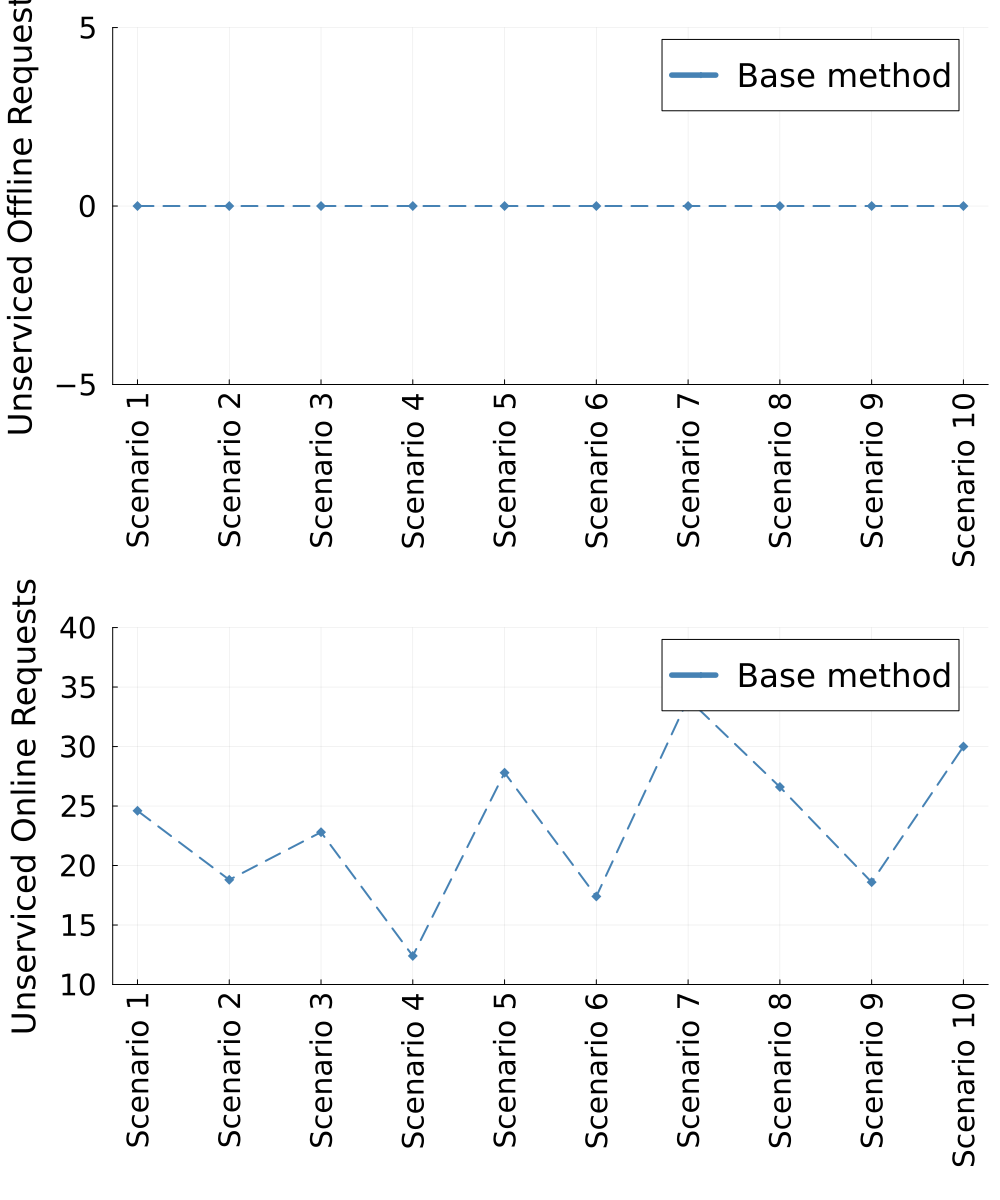 Unserviced Offline Request
5
0
−5
Base method
Scenario 1
Scenario 2
Scenario 3
Scenario 4
Scenario 5
Scenario 6
Scenario 7
Scenario 8
Scenario 9
Scenario 10
Unserviced Online Requests
40
35
30
25
20
15
10
Base method
Scenario 1
Scenario 2
Scenario 3
Scenario 4
Scenario 5
Scenario 6
Scenario 7
Scenario 8
Scenario 9
Scenario 10